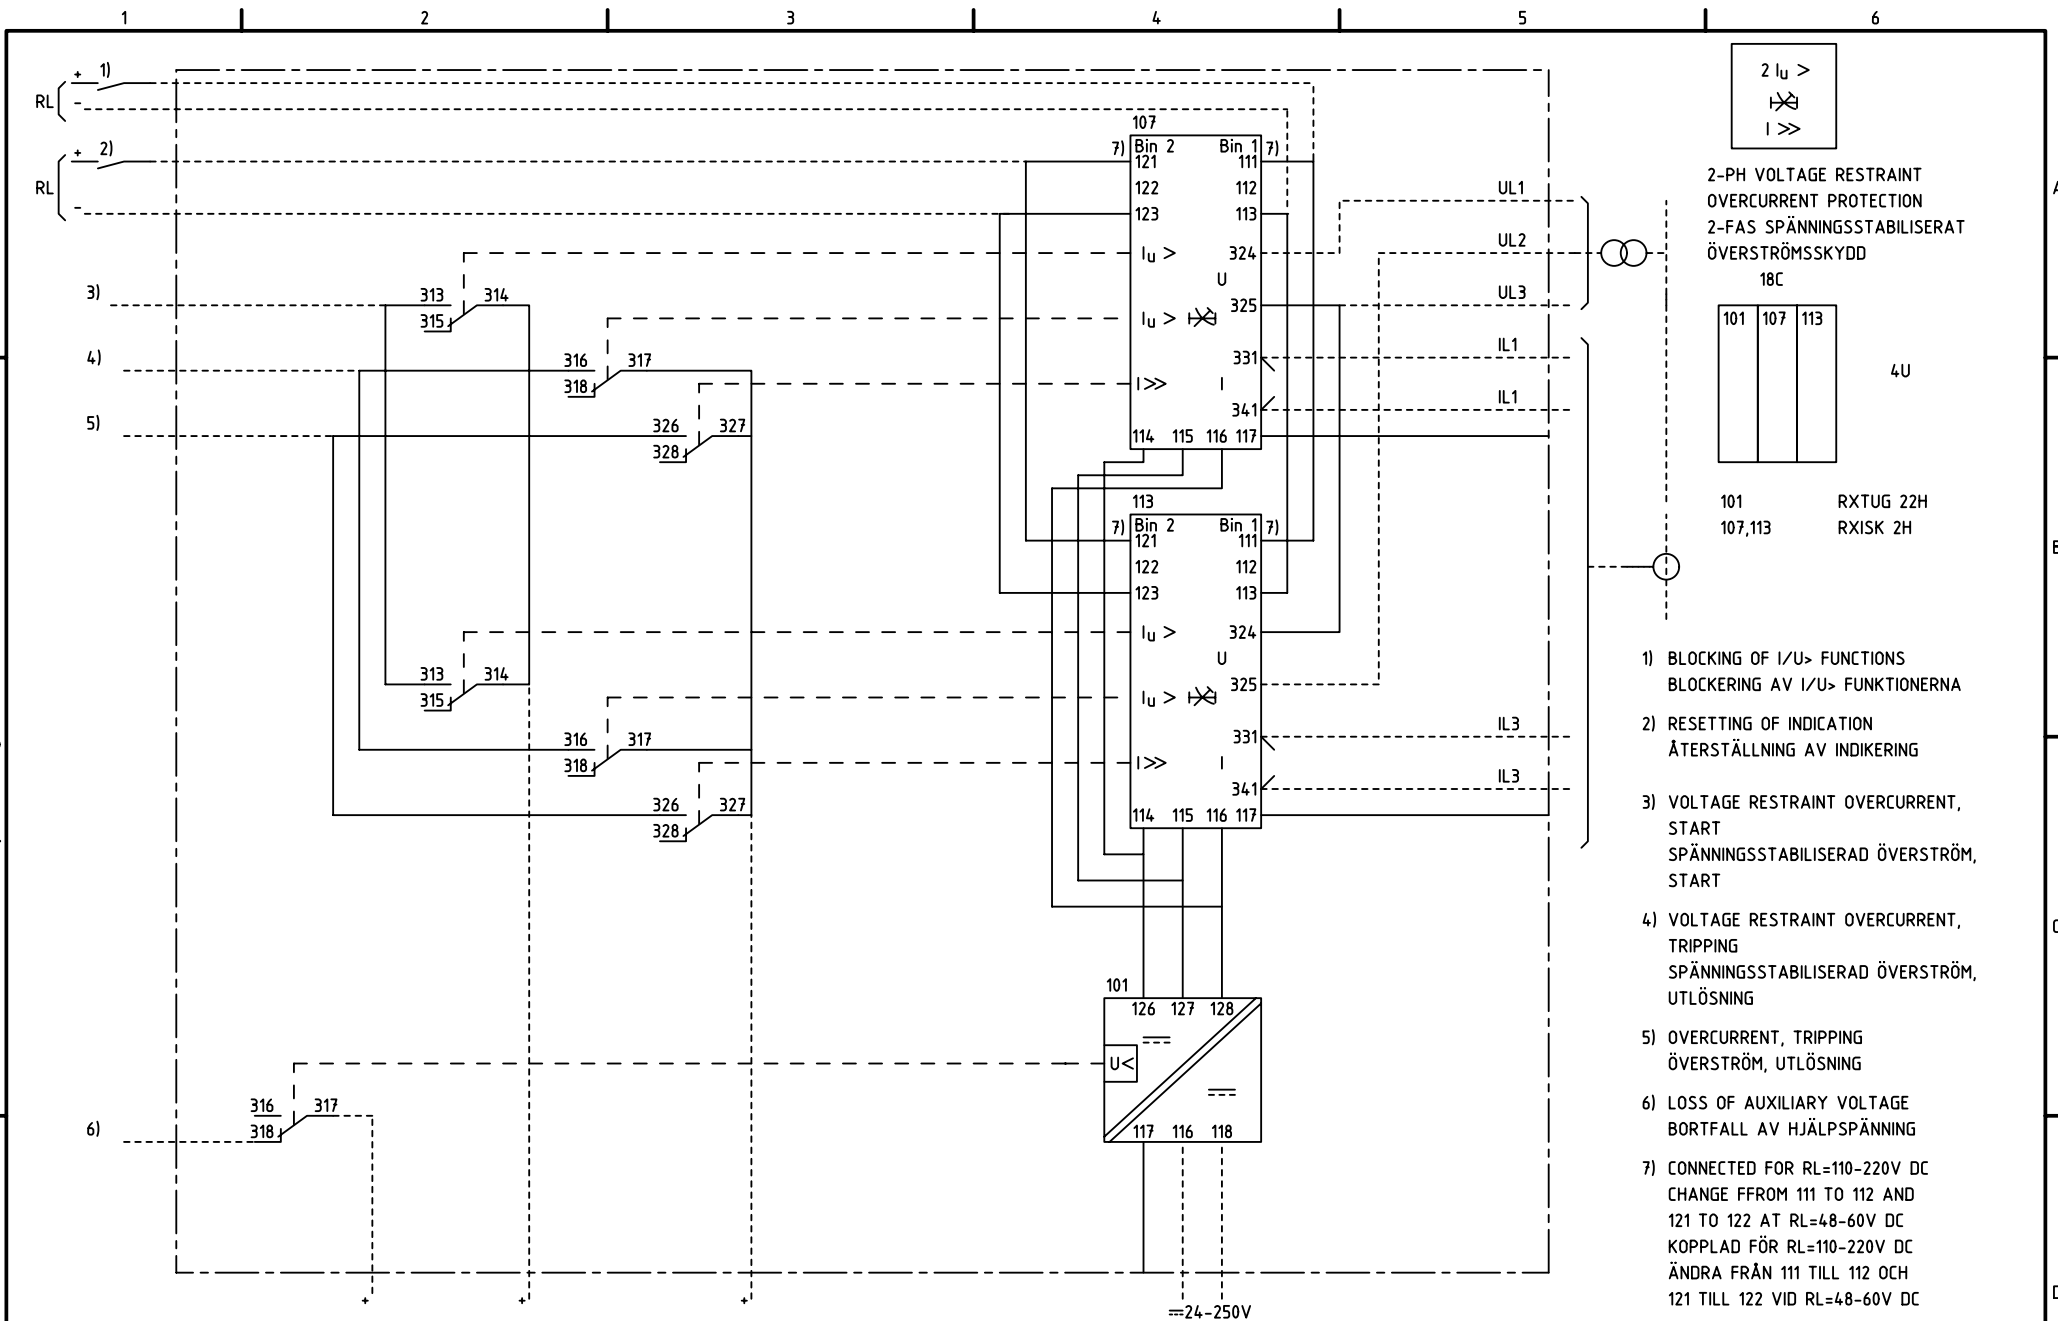 1 2 3 4 5 6
+ 1)
RL
-
+ 2)
RL
-
3)
4)
5)
6)
313 314
315
316 317
318
326 327
328
313 314
315
316 317
318
326 327
328
316 317
318
+ + +
107
7) Bin 2 Bin 1 7)
121 111
122 112
123 113
Iu > 324
U
325
Iu >
331
I>> I
341
114 115 116 117
113
7) Bin 2 Bin 1 7)
121 111
122 112
123 113
Iu > 324
U
325
Iu >
331
I>> I
341
114 115 116 117
101
126 127 128
U<
117 116 118
24-250V
UL1
UL2
UL3
IL1
IL1
IL3
IL3
2 Iu >
I >>
2-PH VOLTAGE RESTRAINT
OVERCURRENT PROTECTION
2-FAS SPÄNNINGSSTABILISERAT
ÖVERSTRÖMSSKYDD
18C
101 107 113
4U
101 RXTUG 22H
107,113 RXISK 2H
1) BLOCKING OF I/U> FUNCTIONS
BLOCKERING AV I/U> FUNKTIONERNA
2) RESETTING OF INDICATION
ÅTERSTÄLLNING AV INDIKERING
3) VOLTAGE RESTRAINT OVERCURRENT,
START
SPÄNNINGSSTABILISERAD ÖVERSTRÖM,
START
4) VOLTAGE RESTRAINT OVERCURRENT,
TRIPPING
SPÄNNINGSSTABILISERAD ÖVERSTRÖM,
UTLÖSNING
5) OVERCURRENT, TRIPPING
ÖVERSTRÖM, UTLÖSNING
6) LOSS OF AUXILIARY VOLTAGE
BORTFALL AV HJÄLPSPÄNNING
7) CONNECTED FOR RL=110-220V DC
CHANGE FFROM 111 TO 112 AND
121 TO 122 AT RL=48-60V DC
KOPPLAD FÖR RL=110-220V DC
ÄNDRA FRÅN 111 TILL 112 OCH
121 TILL 122 VID RL=48-60V DC